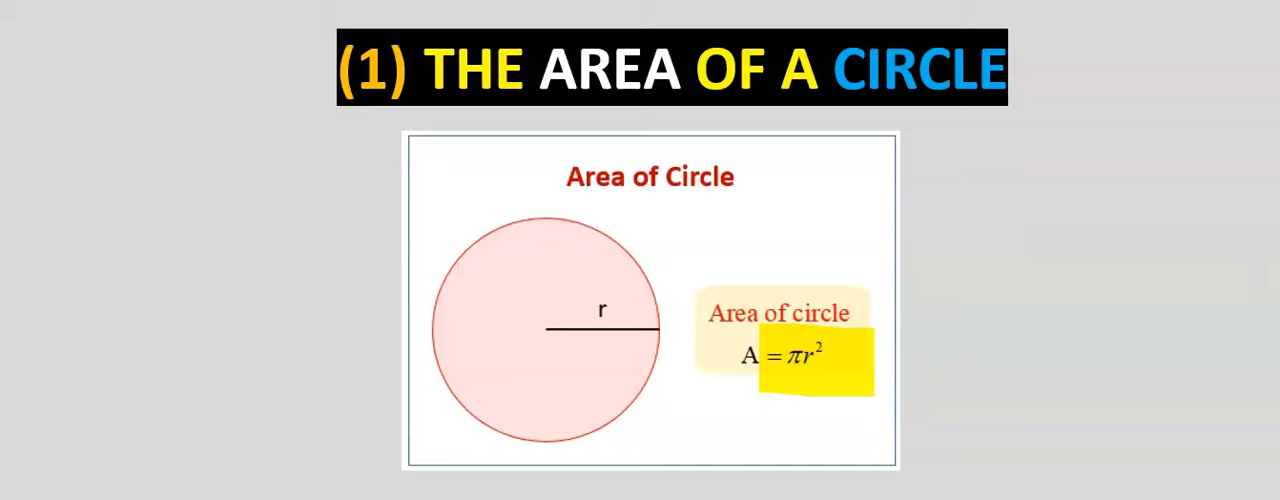 (1) THE AREA OF A CIRCLE
Area of Circle
r
Area of circle
A = πr²